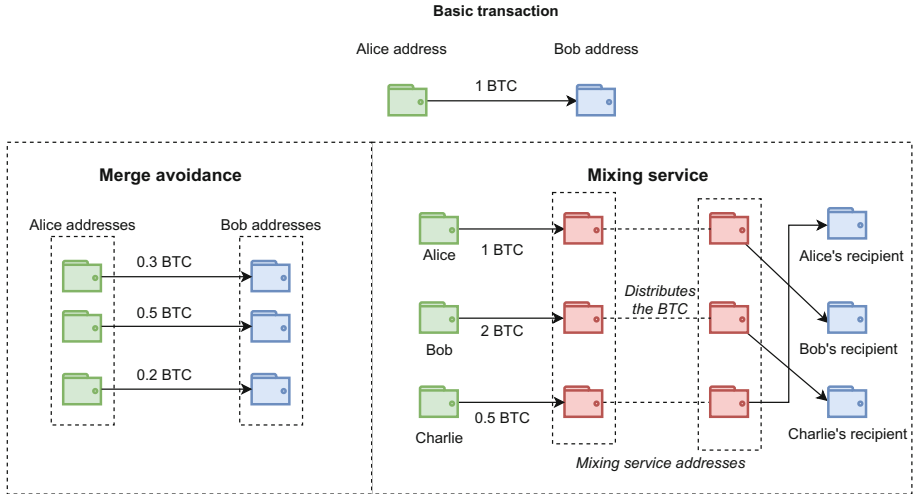 Basic transaction
Alice address
Bob address
1 BTC
Merge avoidance
Alice addresses
Bob addresses
0.3 BTC
0.5 BTC
0.2 BTC
Mixing service
Alice
1 BTC
Bob
2 BTC
Charlie
0.5 BTC
Distributes
the BTC
Alice's recipient
Bob's recipient
Charlie's recipient
Mixing service addresses